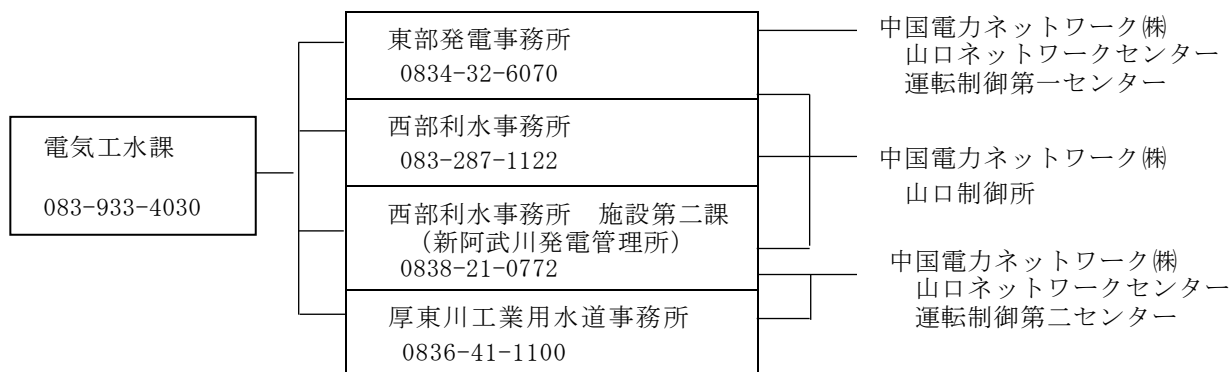 電気工水課
083-933-4030
東部発電事務所
0834-32-6070
西部利水事務所
083-287-1122
西部利水事務所　施設第二課
（新阿武川発電管理所）
0838-21-0772
厚東川工業用水道事務所
0836-41-1100
中国電力ネットワーク㈱
山口ネットワークセンター
運転制御第一センター
中国電力ネットワーク㈱
山口制御所
中国電力ネットワーク㈱
山口ネットワークセンター
運転制御第二センター